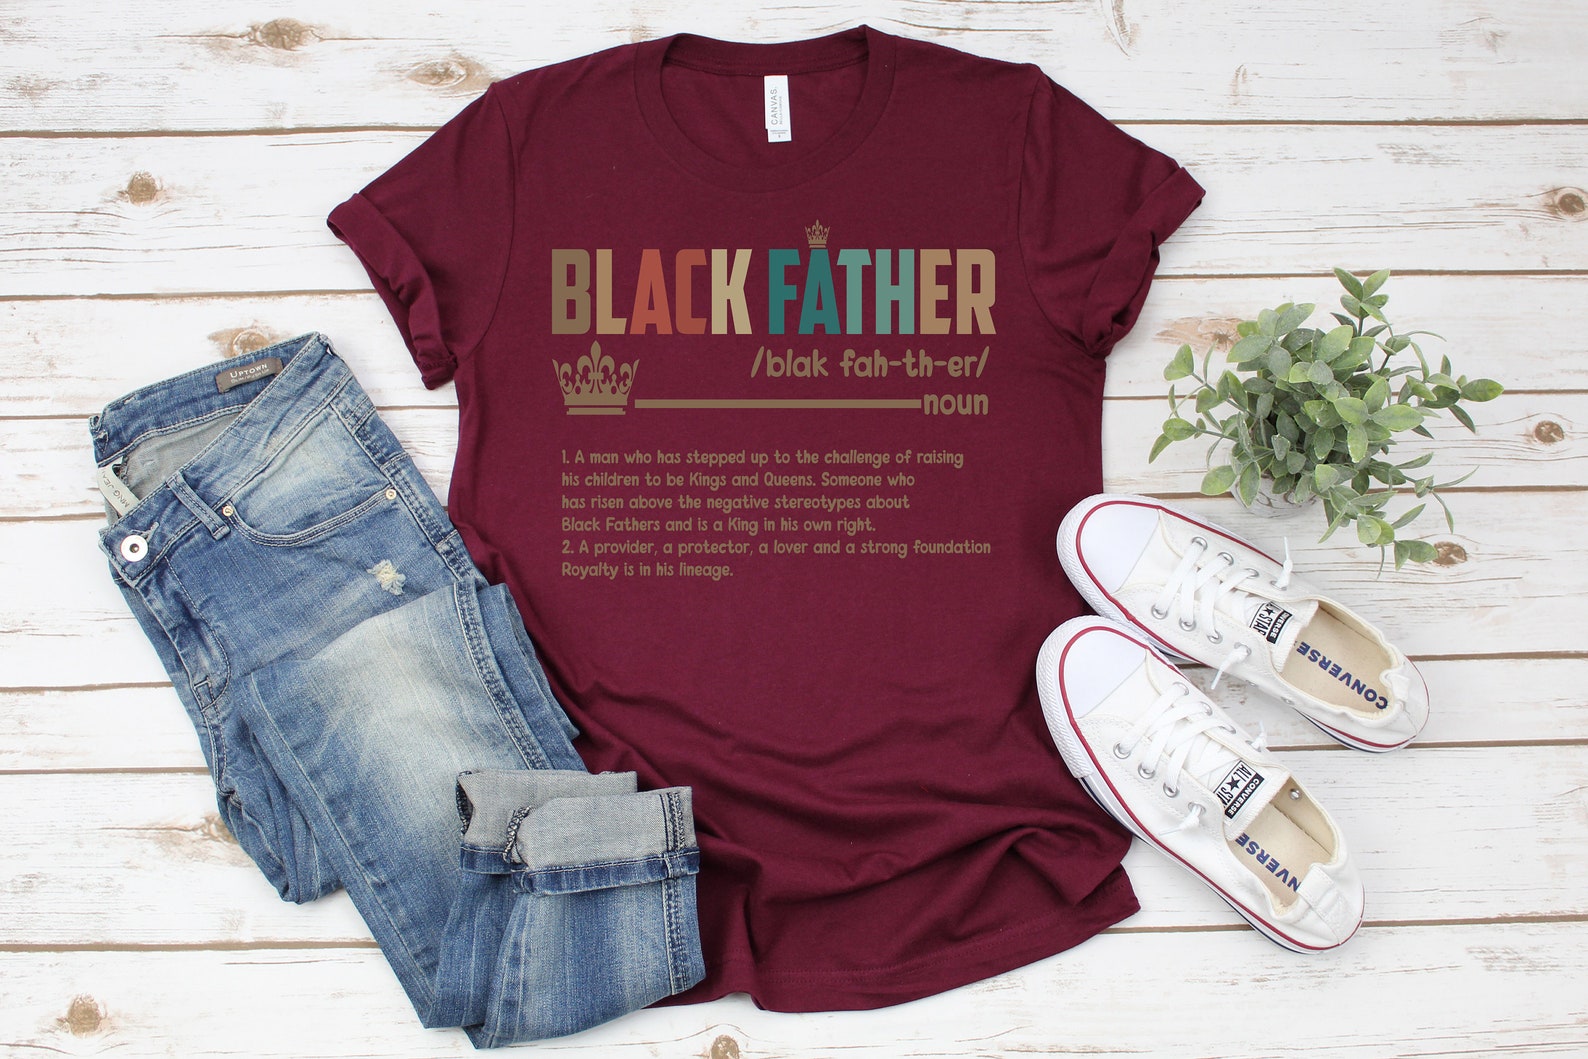 CANVAS.
BLACK FATHER
/blak fah-th-er/
noun
1. A man who has stepped up to the challenge of raising
his children to be Kings and Queens. Someone who
has risen above the negative stereotypes about
Black Fathers and is a King in his own right.
2. A provider, a protector, a lover and a strong foundation
Royalty is in his lineage.
UPTOWN
CONVERSE
ALL STAR
CONVERSE
CONVERSE
ALL STAR
CONVERSE